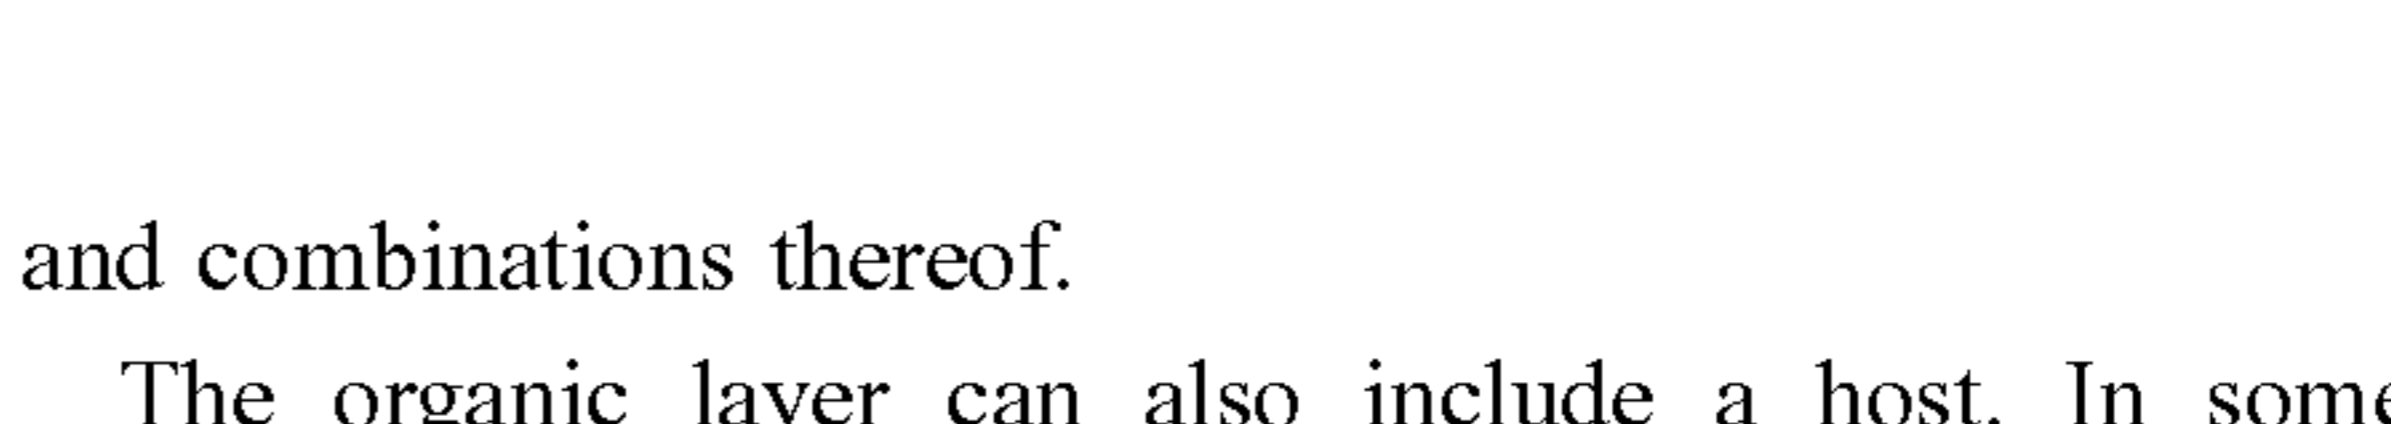 and combinations thereof.
The organic layer can also include a host. In some